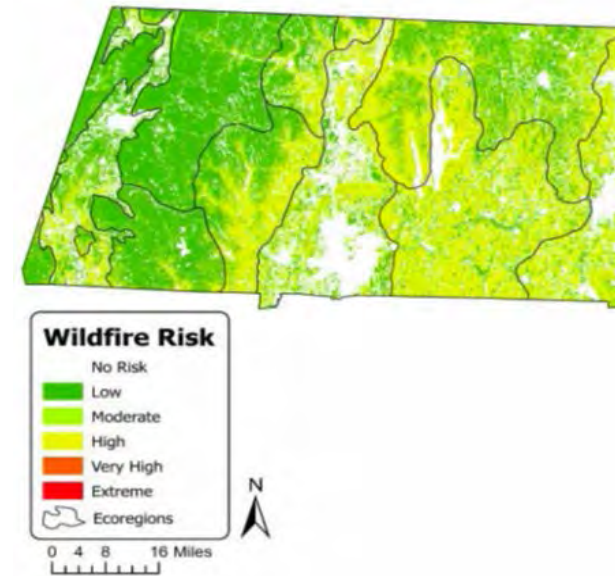 Wildfire Risk
No Risk
Low
Moderate
High
Very High
Extreme
Ecoregions
N
0 4 8 16 Miles